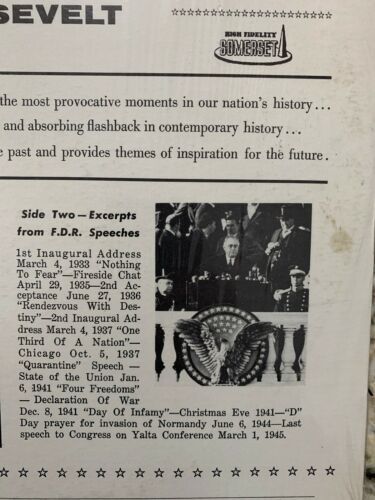 SEVELT
HIGH FIDELITY
SOMERSET
the most provocative moments in our nation's history...
and absorbing flashback in contemporary history...
e past and provides themes of inspiration for the future.
Side Two—Excerpts
from F.D.R. Speeches
1st Inaugural Address
March 4, 1933 "Nothing
To Fear"—Fireside Chat
April 29, 1935—2nd Ac-
ceptance June 27, 1936
"Rendezvous With Des-
tiny"—2nd Inaugural Ad-
dress March 4, 1937 "One
Third Of A Nation"—
Chicago Oct. 5, 1937
"Quarantine" Speech —
State of the Union Jan.
6, 1941 "Four Freedoms"
— Declaration Of War
Dec. 8, 1941 "Day Of Infamy"—Christmas Eve 1941—"D"
Day prayer for invasion of Normandy June 6, 1944—Last
speech to Congress on Yalta Conference March 1, 1945.